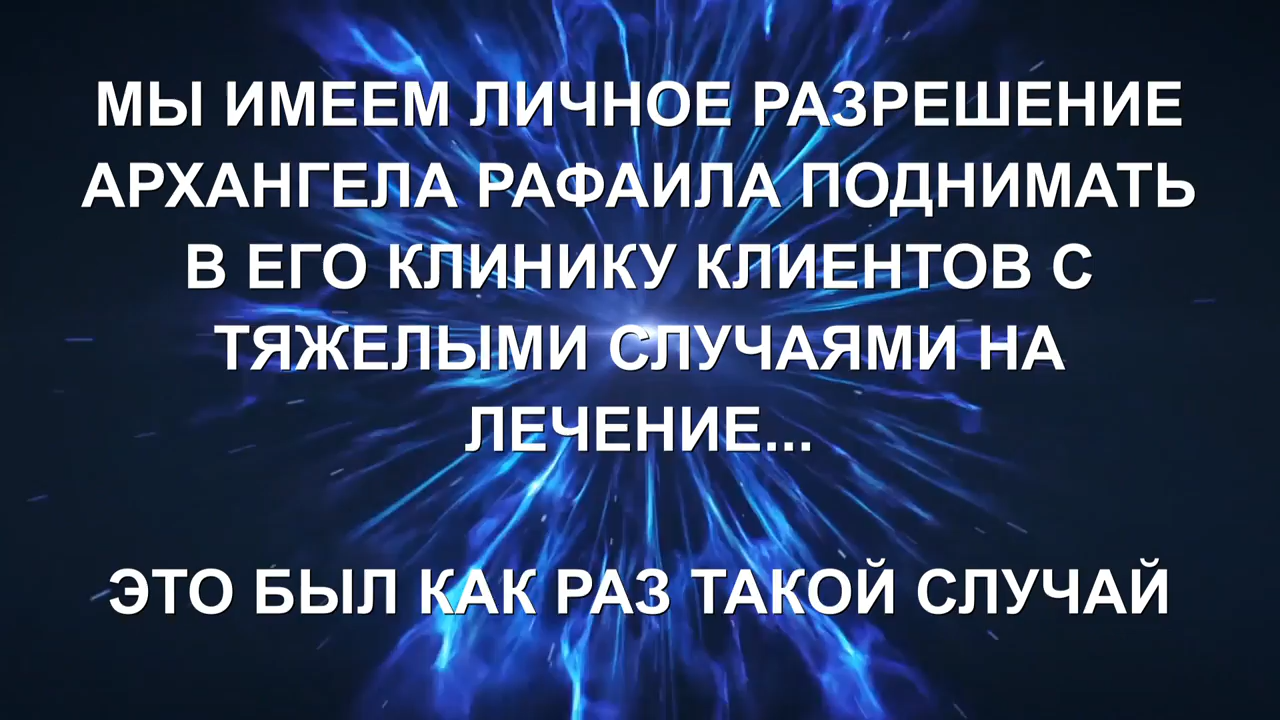 МЫ ИМЕЕМ ЛИЧНОЕ РАЗРЕШЕНИЕ
АРХАНГЕЛА РАФАИЛА ПОДНИМАТЬ
В ЕГО КЛИНИКУ КЛИЕНТОВ С
ТЯЖЕЛЫМИ СЛУЧАЯМИ НА
ЛЕЧЕНИЕ...
ЭТО БЫЛ КАК РАЗ ТАКОЙ СЛУЧАЙ